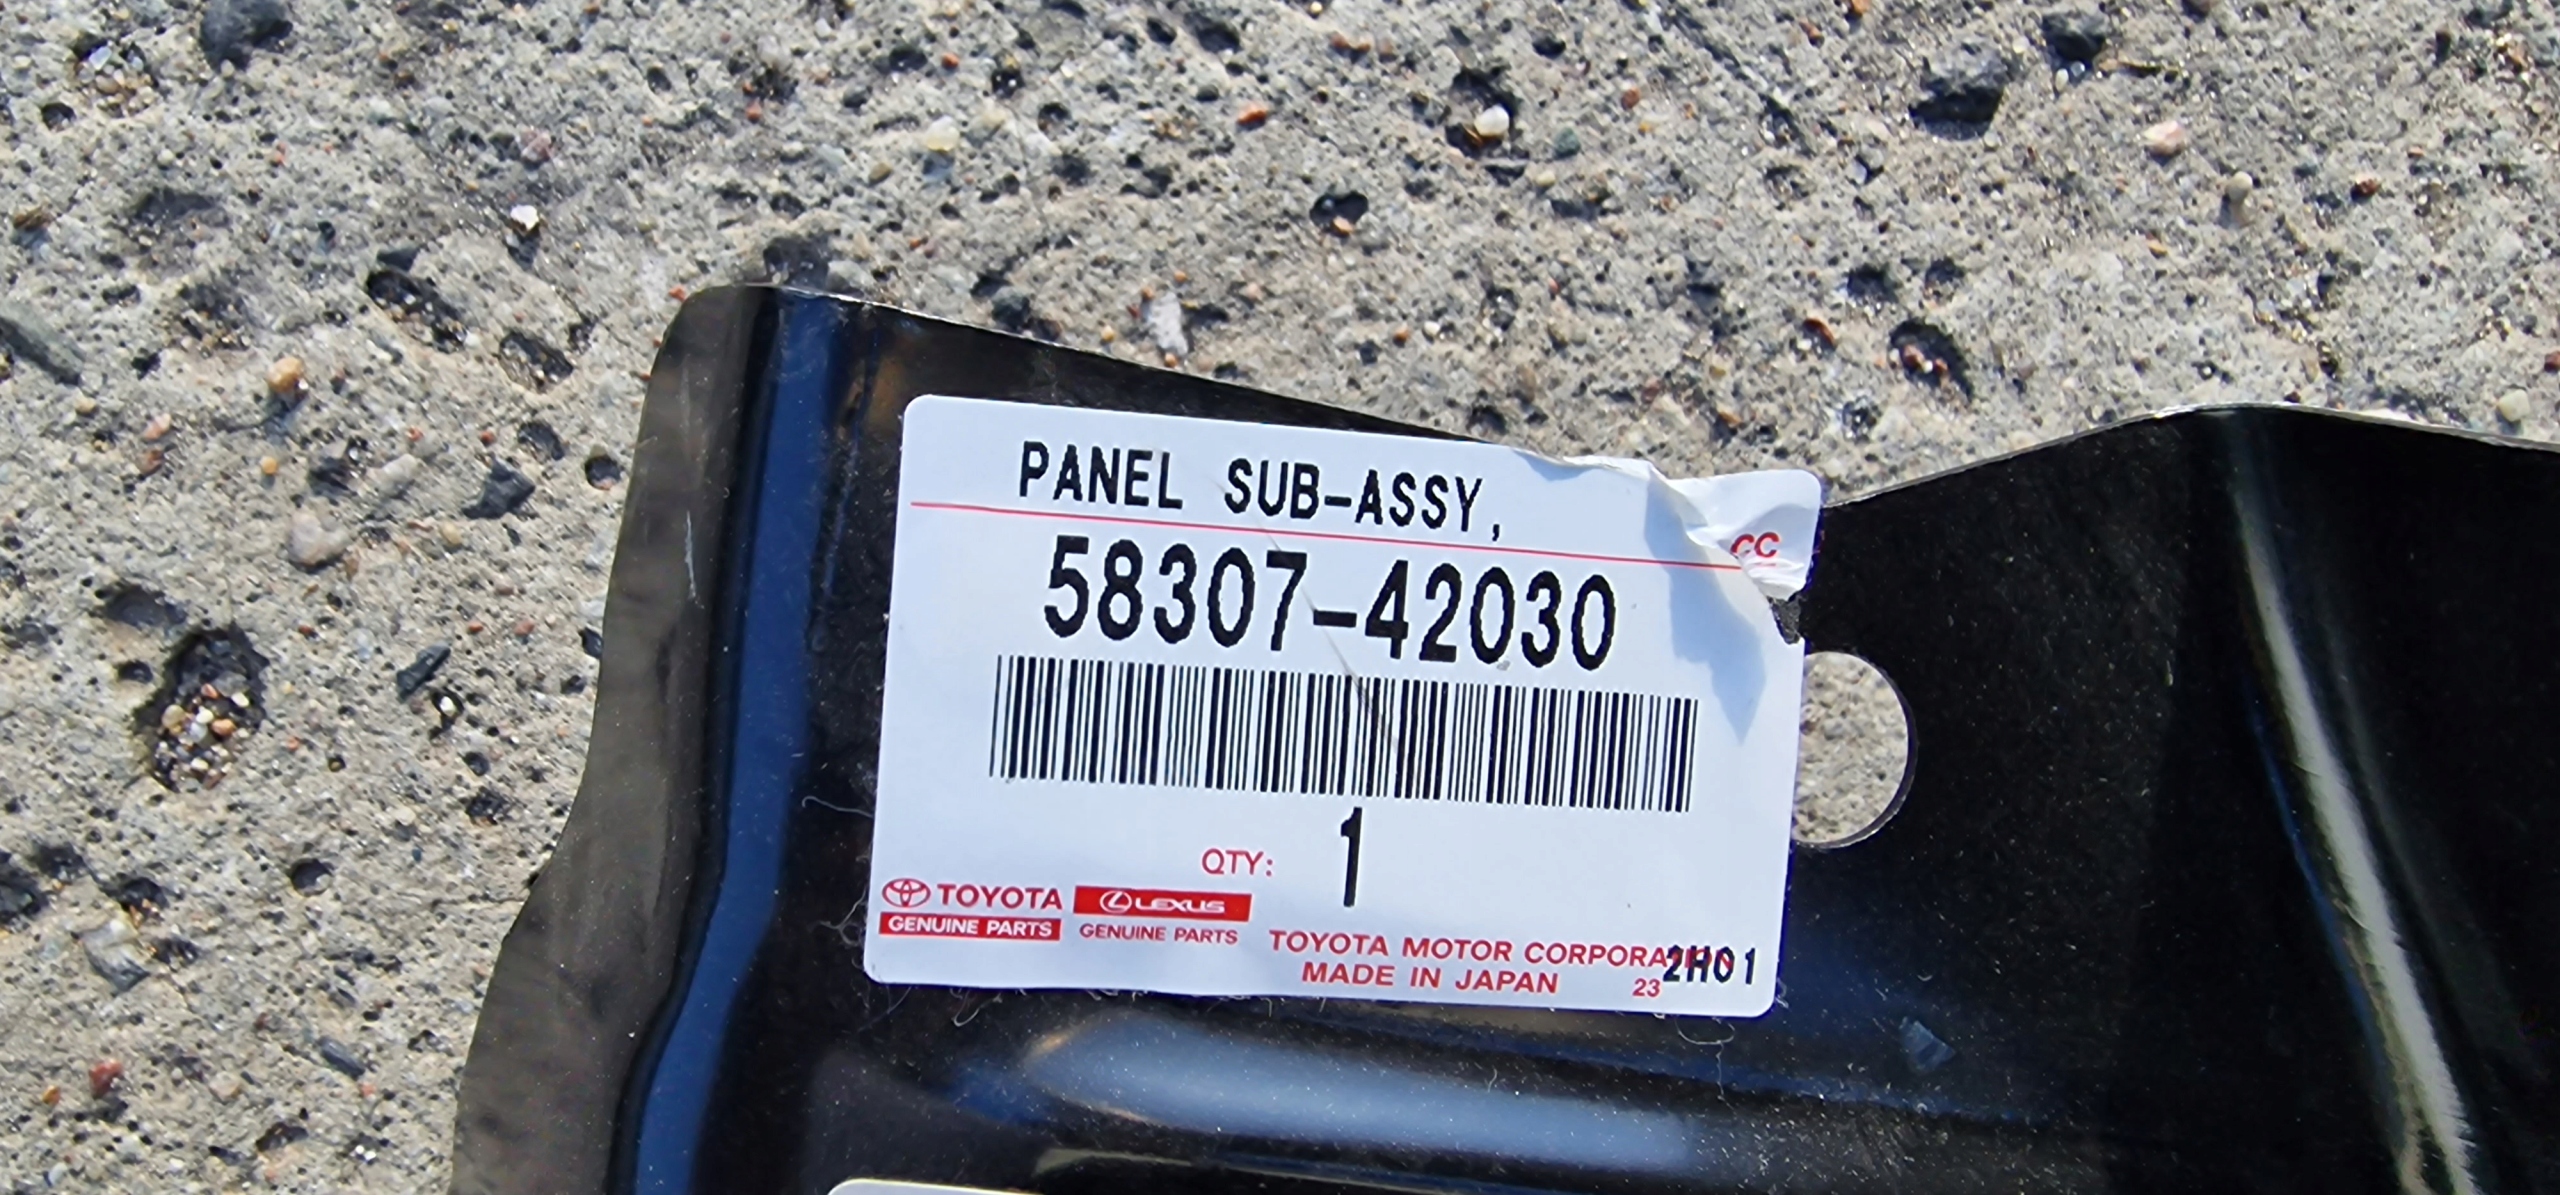 PANEL SUB-ASSY,
CC
58307-42030
QTY: 1
TOYOTA LEXUS
GENUINE PARTS GENUINE PARTS
TOYOTA MOTOR CORPORATION
MADE IN JAPAN 23 2H01